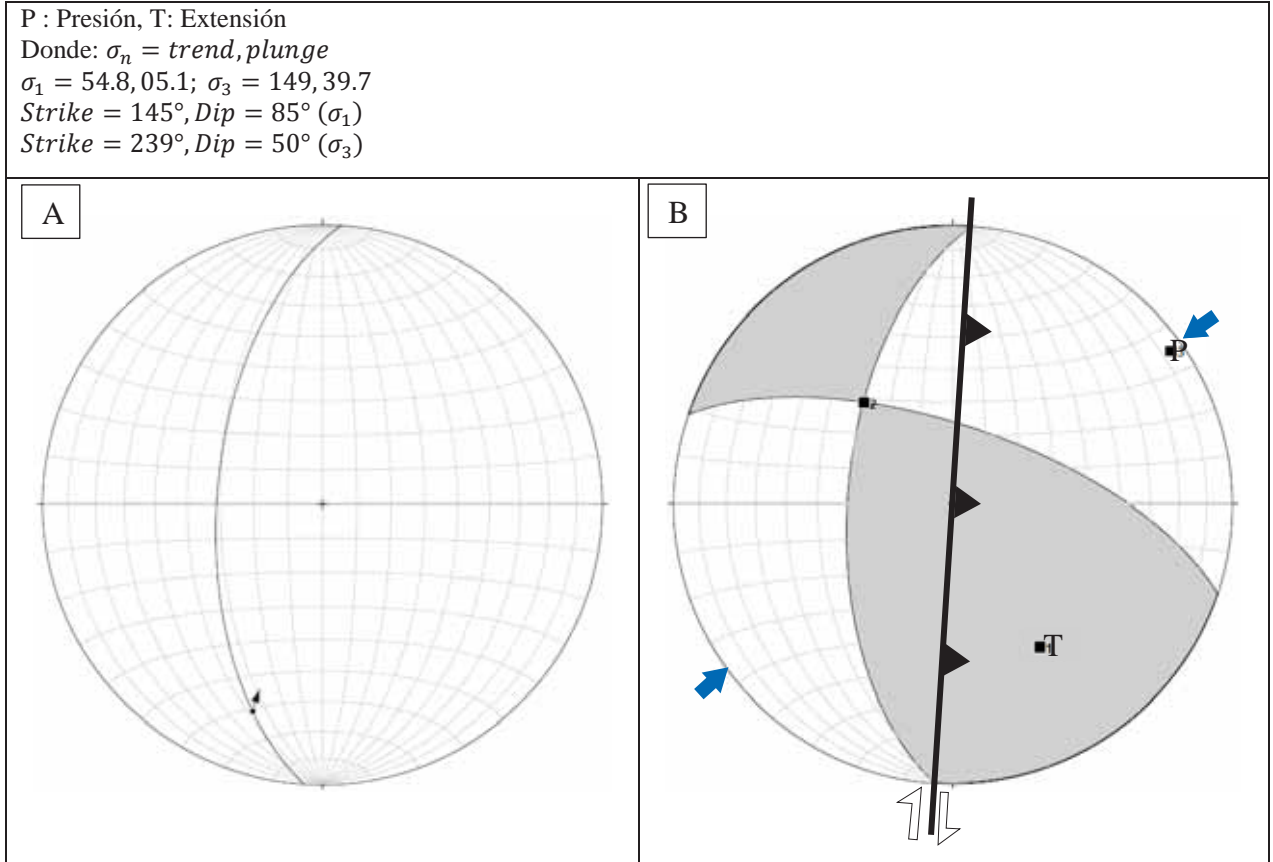 P : Presión, T: Extensión
Donde: σₙ = trend, plunge
σ₁ = 54.8, 05.1; σ₃ = 149, 39.7
Strike = 145°, Dip = 85° (σ₁)
Strike = 239°, Dip = 50° (σ₃)
A
B
P
2
T